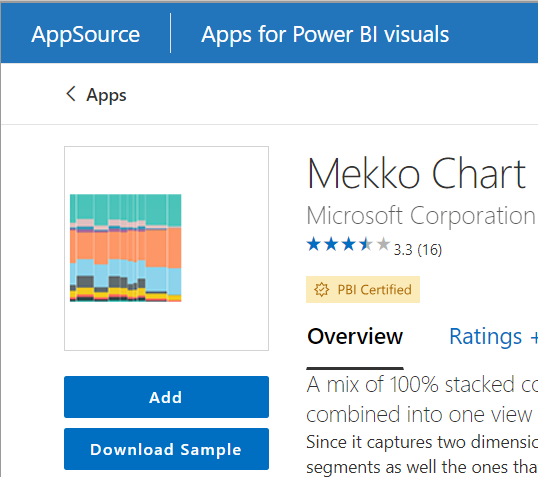 AppSource
Apps for Power BI visuals
Apps
Mekko Chart
Microsoft Corporation
3.3 (16)
PBI Certified
Overview
Ratings +
Add
Download Sample
A mix of 100% stacked co
combined into one view
Since it captures two dimensio
segments as well the ones tha